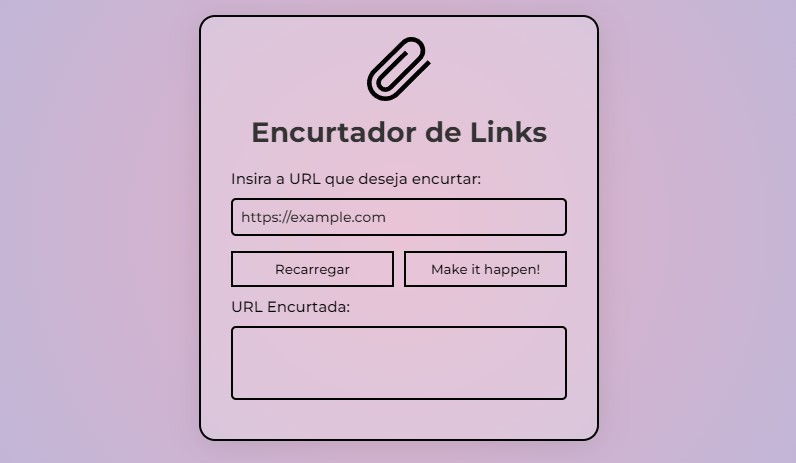 Encurtador de Links
Insira a URL que deseja encurtar:
https://example.com
Recarregar
Make it happen!
URL Encurtada: